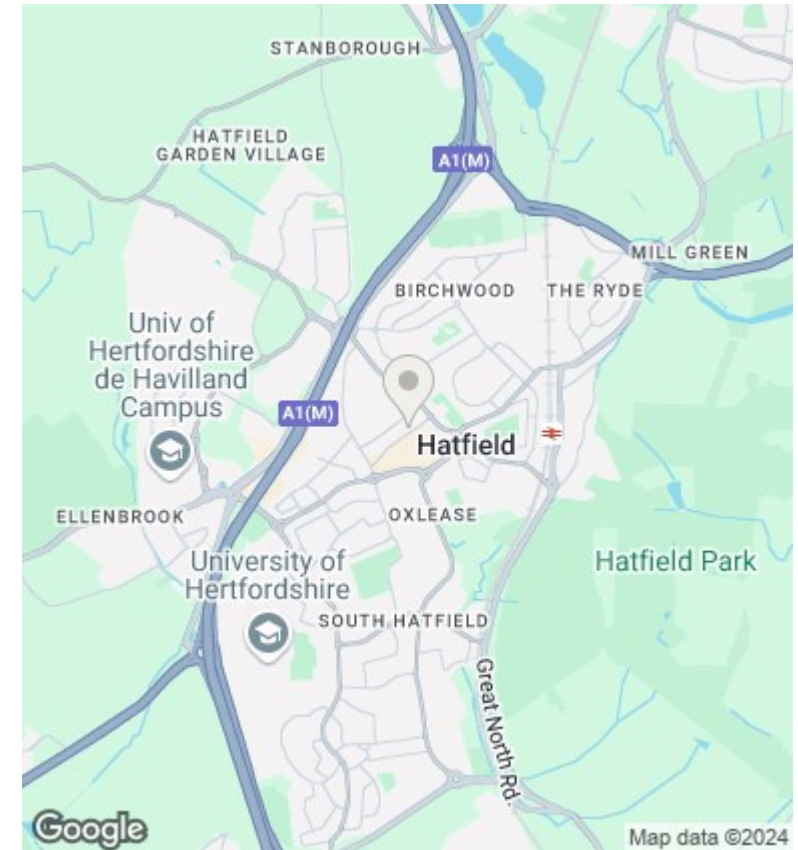 STANBOROUGH
HATFIELD
GARDEN VILLAGE
A1(M)
MILL GREEN
BIRCHWOOD
THE RYDE
Univ of
Hertfordshire
de Havilland
Campus
A1(M)
Hatfield
ELLENBROOK
OXLEASE
University of
Hertfordshire
Hatfield Park
SOUTH HATFIELD
Great North Rd.
Google
Map data ©2024